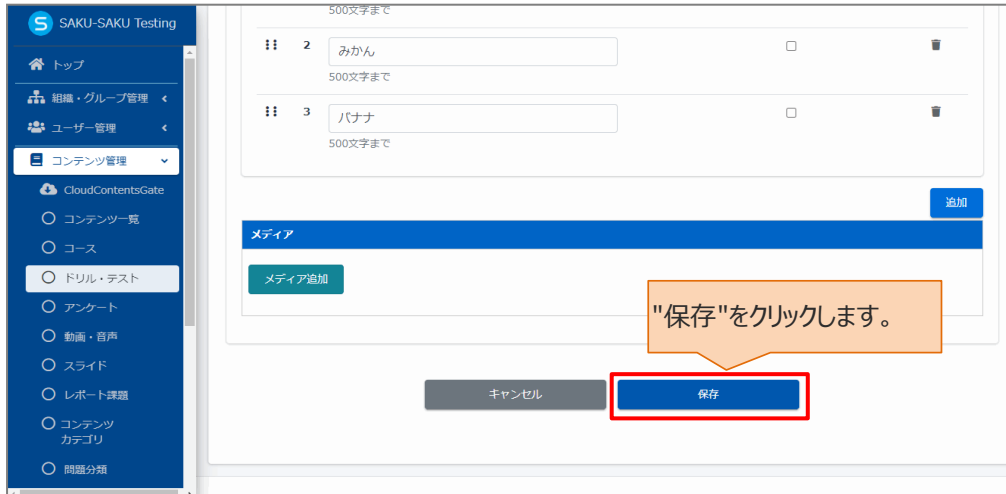 SAKU-SAKU Testing
トップ
組織・グループ管理
ユーザー管理
コンテンツ管理
CloudContentsGate
コンテンツ一覧
コース
ドリル・テスト
アンケート
動画・音声
スライド
レポート課題
コンテンツ
カテゴリ
問題分類
500文字まで
2 みかん
500文字まで
3 バナナ
500文字まで
追加
メディア
メディア追加
"保存"をクリックします。
キャンセル 保存